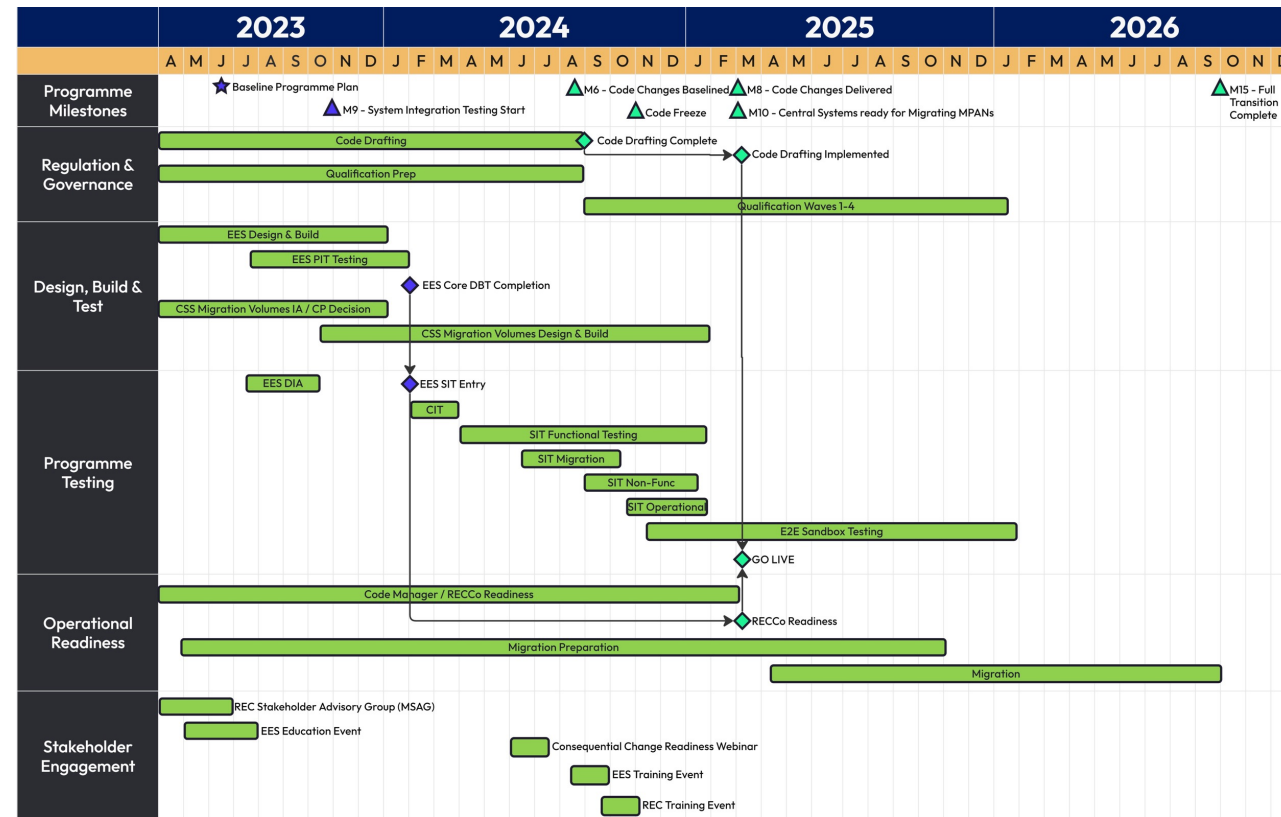 2023 2024 2025 2026
A M J J A S O N D J F M A M J J A S O N D J F M A M J J A S O N D J F M A M J J A S O N D
Programme
Milestones
Baseline Programme Plan
M6 - Code Changes Baselined
M8 - Code Changes Delivered
M15 - Full
Transition
Complete
M9 - System Integration Testing Start
Code Freeze
M10 - Central Systems ready for Migrating MPANs
Regulation &
Governance
Code Drafting
Code Drafting Complete
Code Drafting Implemented
Qualification Prep
Qualification Waves 1-4
Design, Build &
Test
EES Design & Build
EES PIT Testing
EES Core DBT Completion
CSS Migration Volumes IA / CP Decision
CSS Migration Volumes Design & Build
Programme
Testing
EES DIA
EES SIT Entry
CIT
SIT Functional Testing
SIT Migration
SIT Non-Func
SIT Operational
E2E Sandbox Testing
GO LIVE
Operational
Readiness
Code Manager / RECCo Readiness
RECCo Readiness
Migration Preparation
Migration
Stakeholder
Engagement
REC Stakeholder Advisory Group (MSAG)
EES Education Event
Consequential Change Readiness Webinar
EES Training Event
REC Training Event